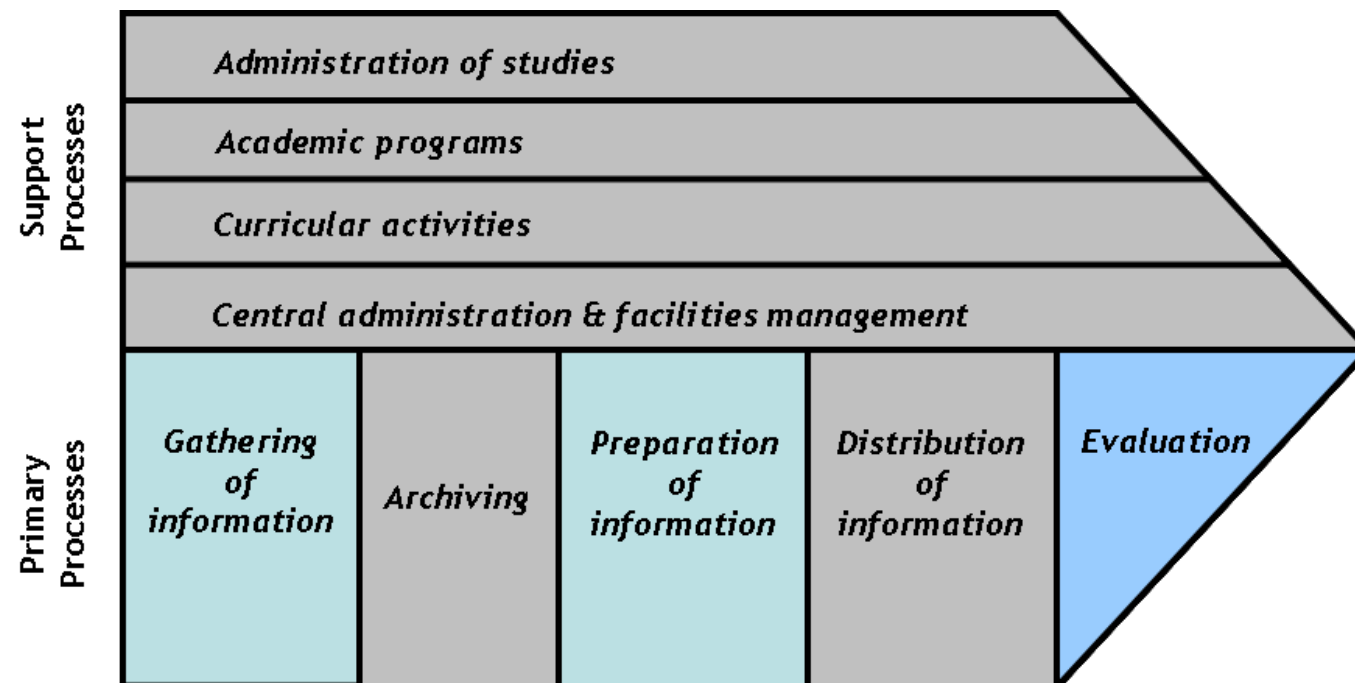 Support
Processes
Administration of studies
Academic programs
Curricular activities
Central administration & facilities management
Primary
Processes
Gathering
of
information
Archiving
Preparation
of
information
Distribution
of
information
Evaluation